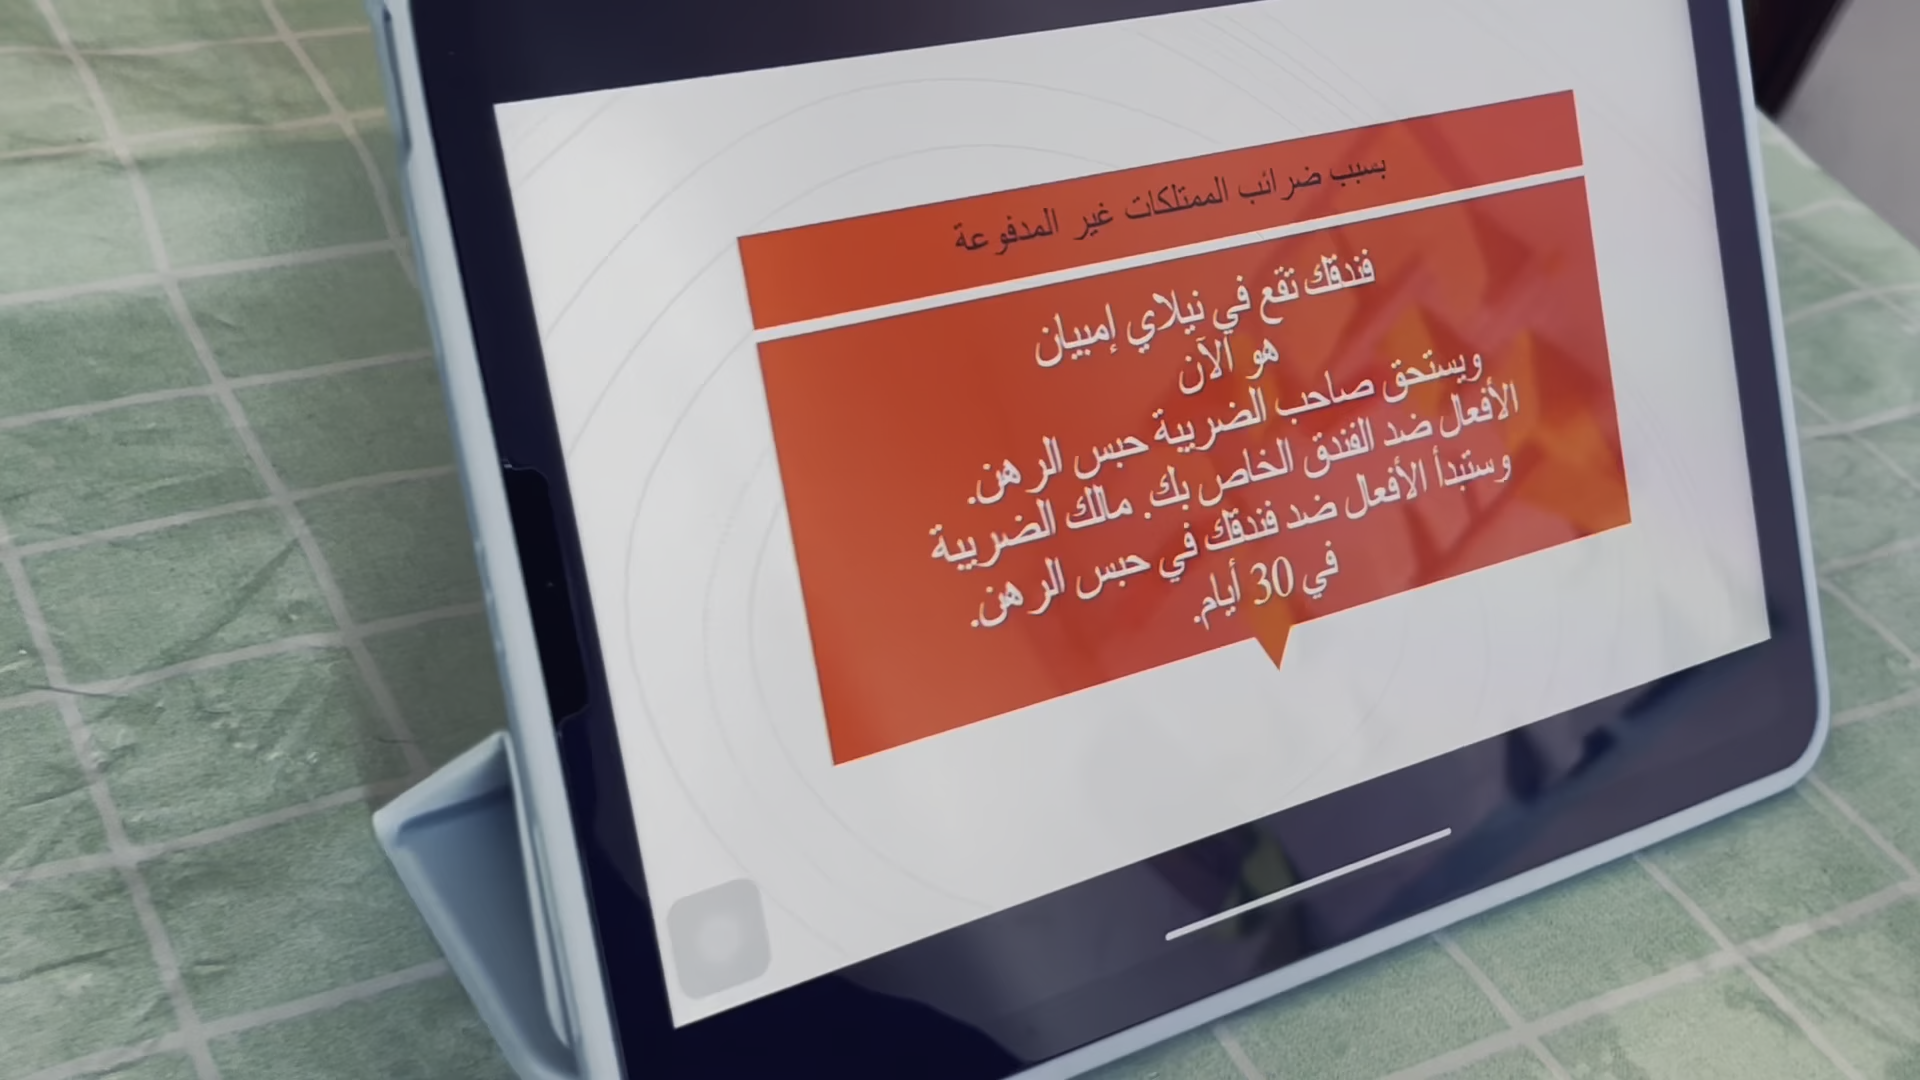 بسبب ضرائب الممتلكات غير المدفوعة
فندقك تقع في نيلاي إمبيان
هو الآن
ويستحق صاحب الضريبة حبس الرهن.
الأفعال ضد الفندق الخاص بك. مالك الضريبة
وستبدأ الأفعال ضد فندقك في حبس الرهن.
في 30 أيام.